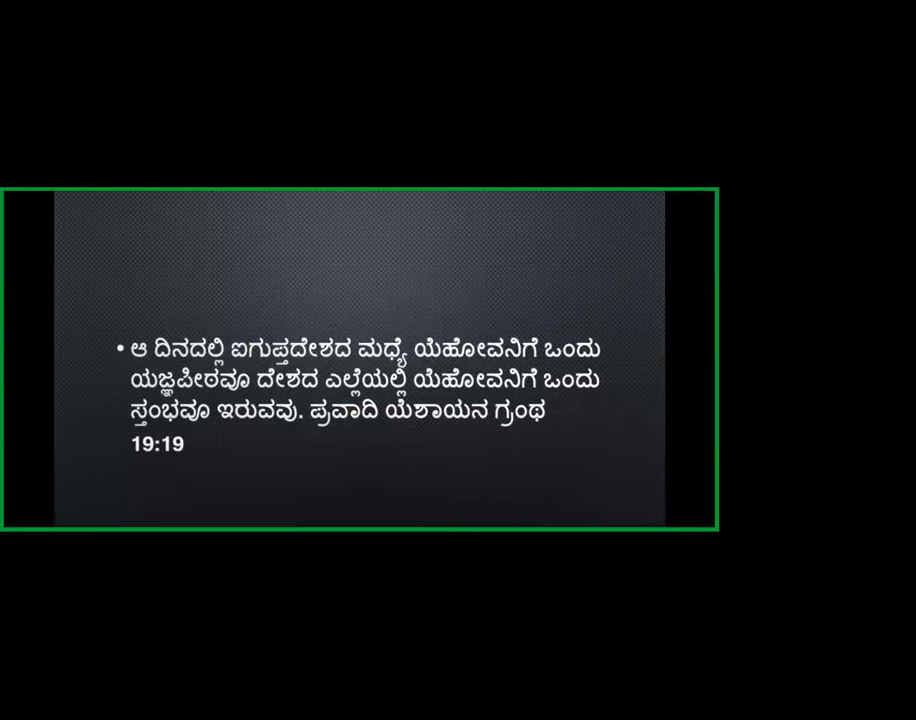 • ಆ ದಿನದಲ್ಲಿ ಐಗುಪ್ತದೇಶದ ಮಧ್ಯೆ ಯೆಹೋವನಿಗೆ ಒಂದು
ಯಜ್ಞಪೀಠವೂ ದೇಶದ ಎಲ್ಲೆಯಲ್ಲಿ ಯೆಹೋವನಿಗೆ ಒಂದು
ಸ್ತಂಭವೂ ಇರುವವು. ಪ್ರವಾದಿ ಯೆಶಾಯನ ಗ್ರಂಥ
19:19